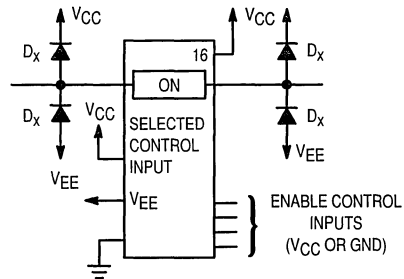 VCC
16
VCC
DX
DX
ON
DX
DX
VCC
SELECTED
CONTROL
INPUT
VEE
VEE
VEE
ENABLE CONTROL
INPUTS
(VCC OR GND)